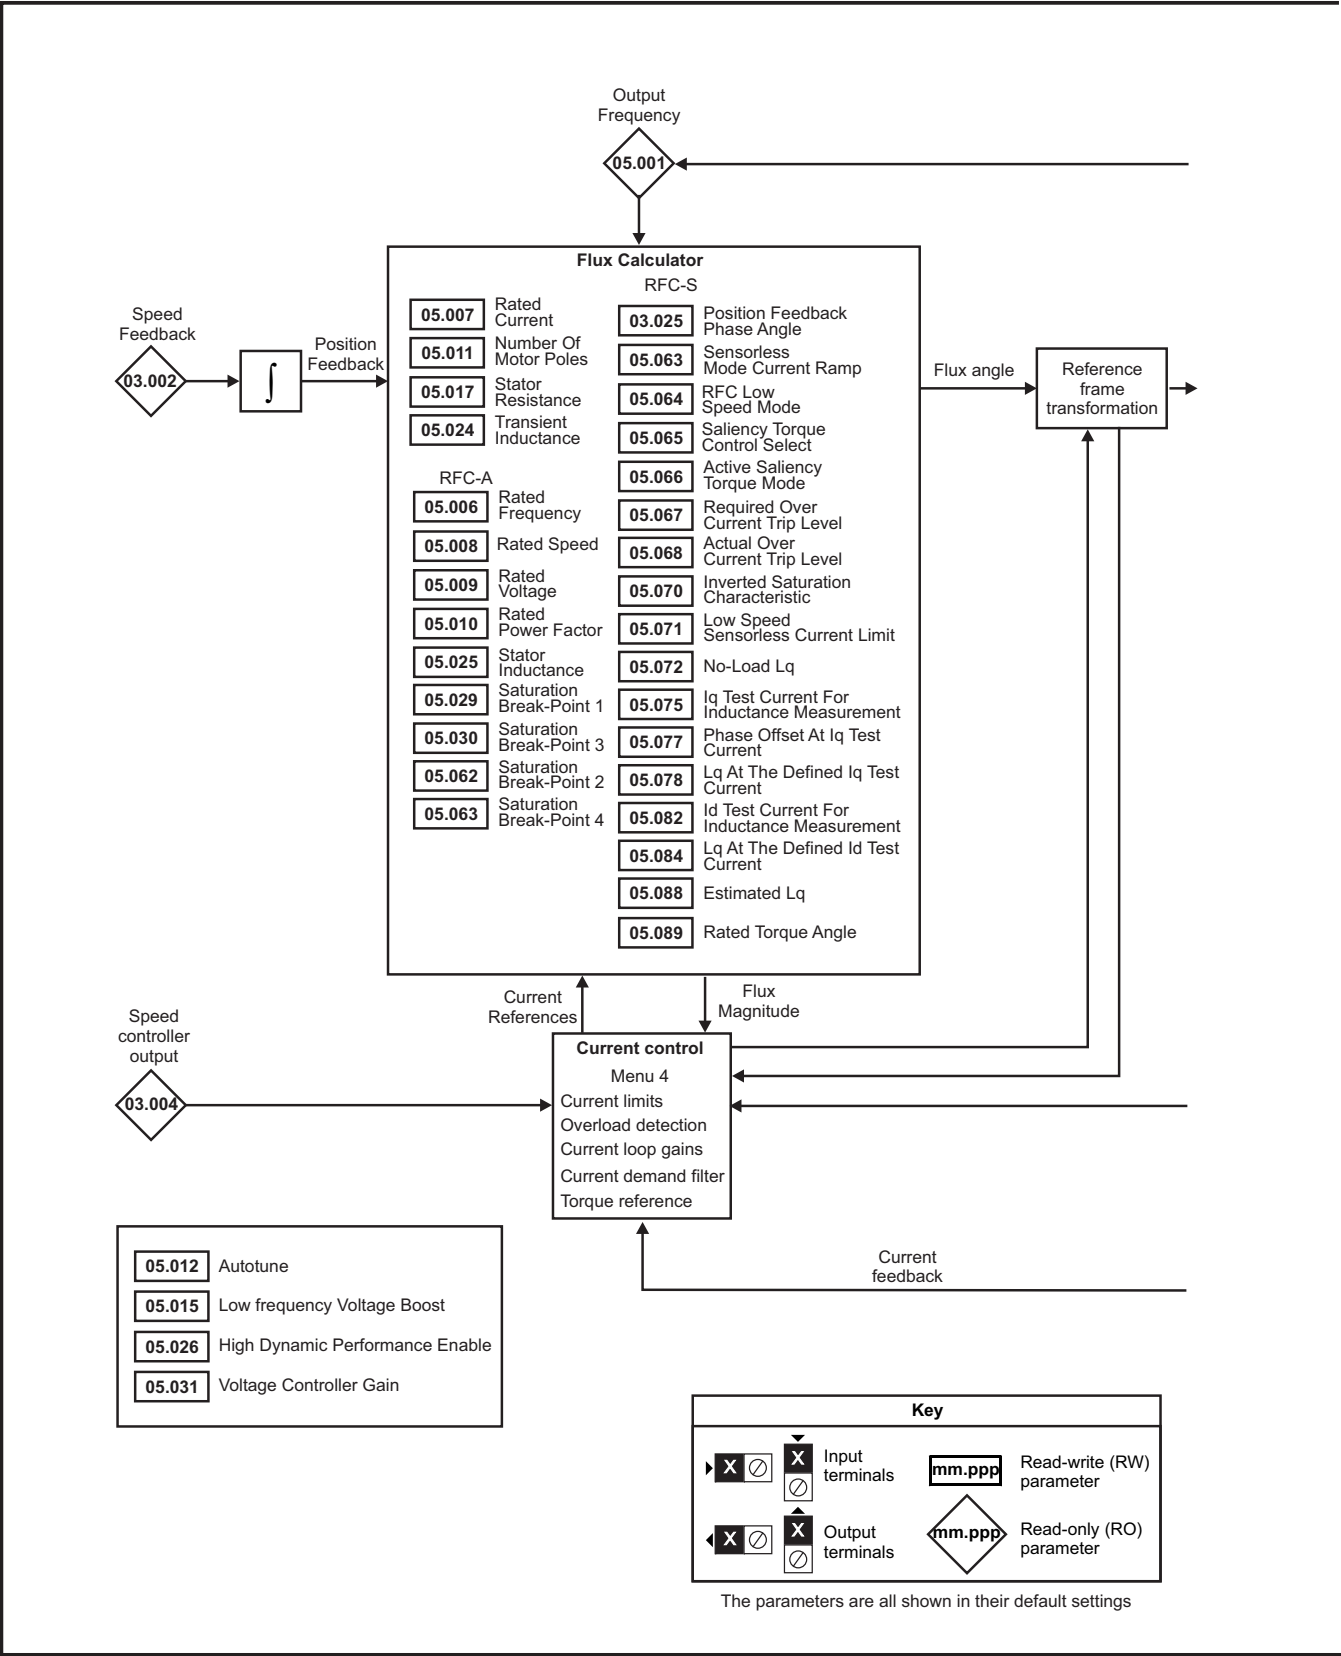 Output
Frequency
05.001
Flux Calculator
Speed
Feedback
03.002
∫
Position
Feedback
05.007 Rated
Current
05.011 Number Of
Motor Poles
05.017 Stator
Resistance
05.024 Transient
Inductance
RFC-A
05.006 Rated
Frequency
05.008 Rated Speed
05.009 Rated
Voltage
05.010 Rated
Power Factor
05.025 Stator
Inductance
05.029 Saturation
Break-Point 1
05.030 Saturation
Break-Point 3
05.062 Saturation
Break-Point 2
05.063 Saturation
Break-Point 4
RFC-S
03.025 Position Feedback
Phase Angle
05.063 Sensorless
Mode Current Ramp
05.064 RFC Low
Speed Mode
05.065 Saliency Torque
Control Select
05.066 Active Saliency
Torque Mode
05.067 Required Over
Current Trip Level
05.068 Actual Over
Current Trip Level
05.070 Inverted Saturation
Characteristic
05.071 Low Speed
Sensorless Current Limit
05.072 No-Load Lq
05.075 Iq Test Current For
Inductance Measurement
05.077 Phase Offset At Iq Test
Current
05.078 Lq At The Defined Iq Test
Current
05.082 Id Test Current For
Inductance Measurement
05.084 Lq At The Defined Id Test
Current
05.088 Estimated Lq
05.089 Rated Torque Angle
Flux angle
Reference
frame
transformation
Current
References
Flux
Magnitude
Speed
controller
output
03.004
Current control
Menu 4
Current limits
Overload detection
Current loop gains
Current demand filter
Torque reference
Current
feedback
05.012 Autotune
05.015 Low frequency Voltage Boost
05.026 High Dynamic Performance Enable
05.031 Voltage Controller Gain
Key
X X Input
terminals
mm.ppp Read-write (RW)
parameter
X X Output
terminals
mm.ppp Read-only (RO)
parameter
The parameters are all shown in their default settings